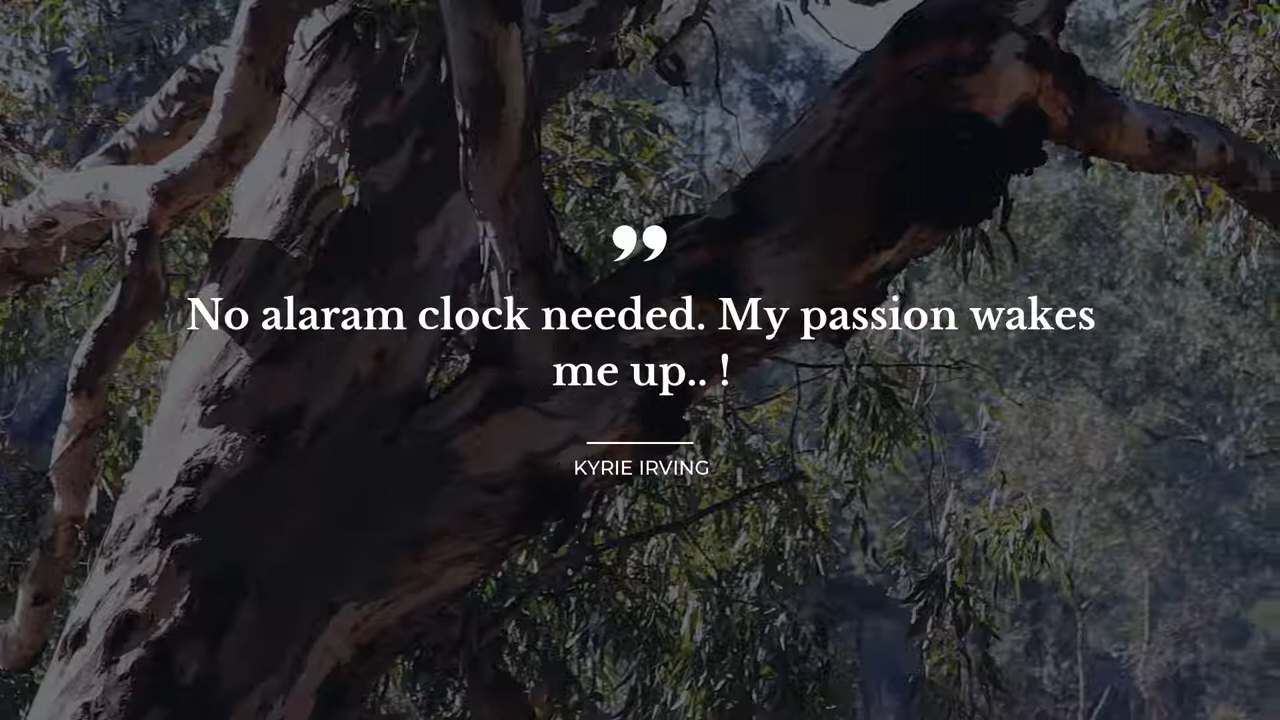 ”
No alaram clock needed. My passion wakes
me up.. !
KYRIE IRVING